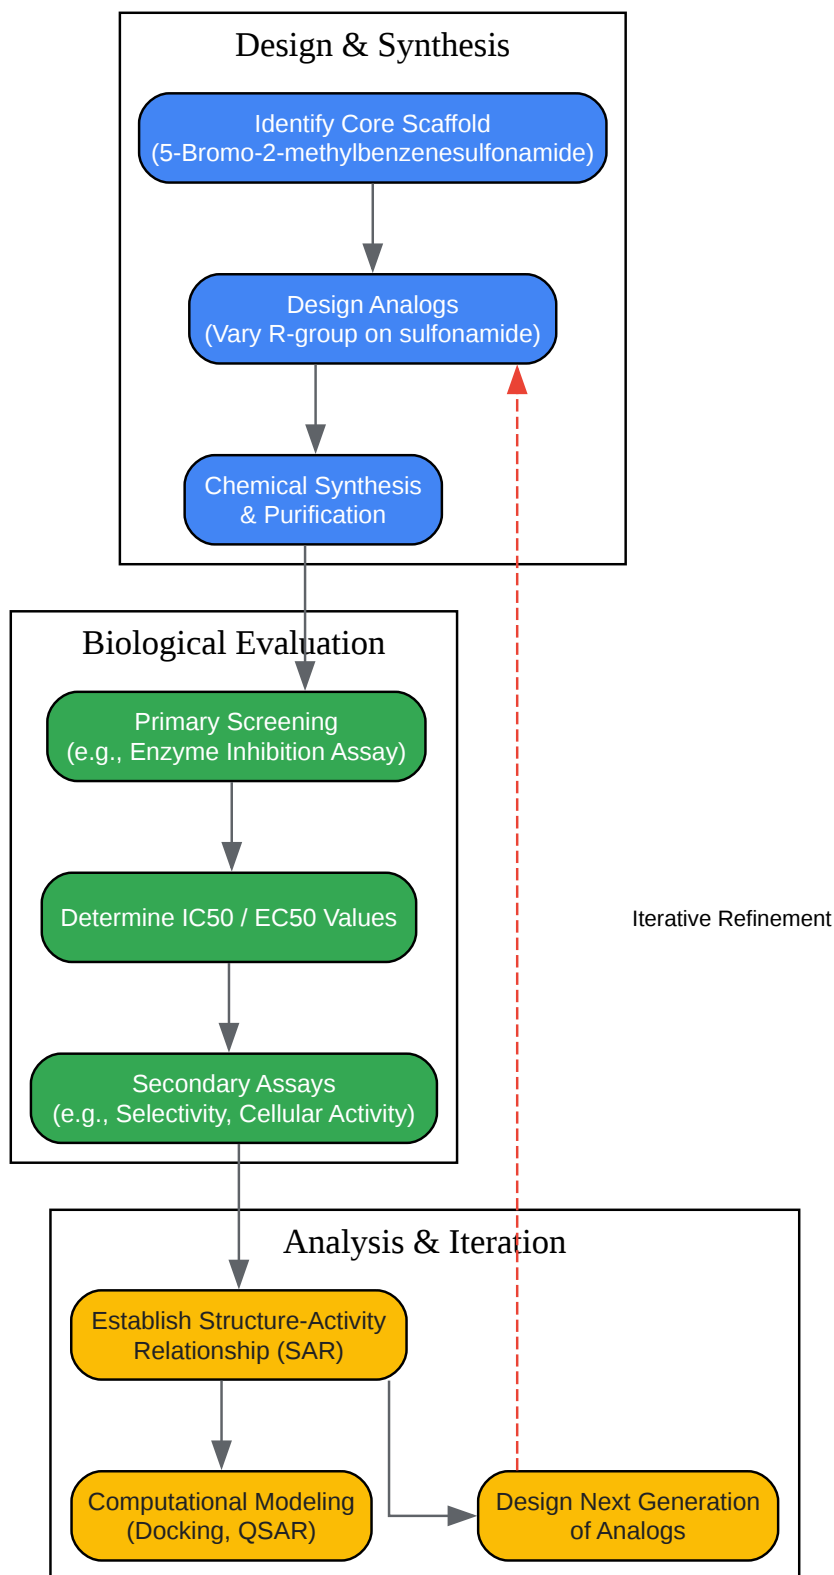 Design & Synthesis
Identify Core Scaffold
(5-Bromo-2-methylbenzenesulfonamide)
Design Analogs
(Vary R-group on sulfonamide)
Chemical Synthesis
& Purification
Biological Evaluation
Primary Screening
(e.g., Enzyme Inhibition Assay)
Determine IC50 / EC50 Values
Iterative Refinement
Secondary Assays
(e.g., Selectivity, Cellular Activity)
Analysis & Iteration
Establish Structure-Activity
Relationship (SAR)
Computational Modeling
(Docking, QSAR)
Design Next Generation
of Analogs